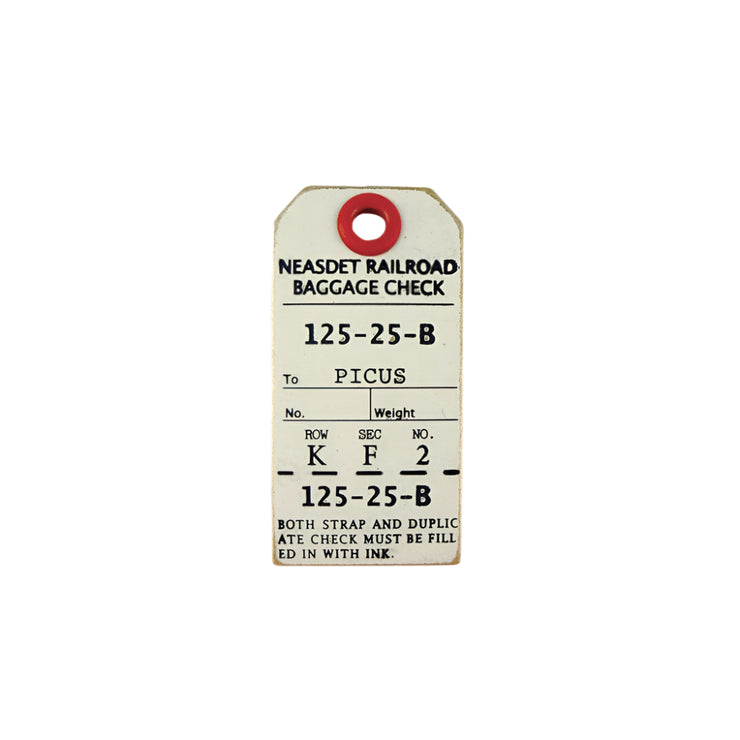 NEASDET RAILROAD
BAGGAGE CHECK
125-25-B
To PICUS
No. Weight
ROW SEC NO.
K F 2
125-25-B
BOTH STRAP AND DUPLIC
ATE CHECK MUST BE FILL
ED IN WITH INK.